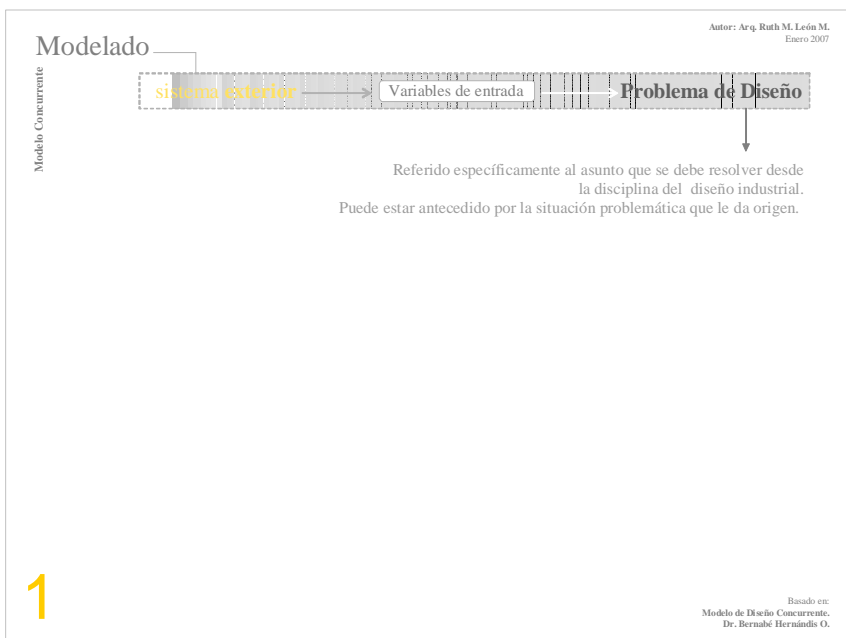 Autor: Arq. Ruth M. León M.
Enero 2007
Modelado
Modelo Concurrente
sistema exterior
Variables de entrada
Problema de Diseño
Referido específicamente al asunto que se debe resolver desde
la disciplina del diseño industrial.
Puede estar antecedido por la situación problemática que le da origen.
1
Basado en:
Modelo de Diseño Concurrente.
Dr. Bernabé Hernándis O.